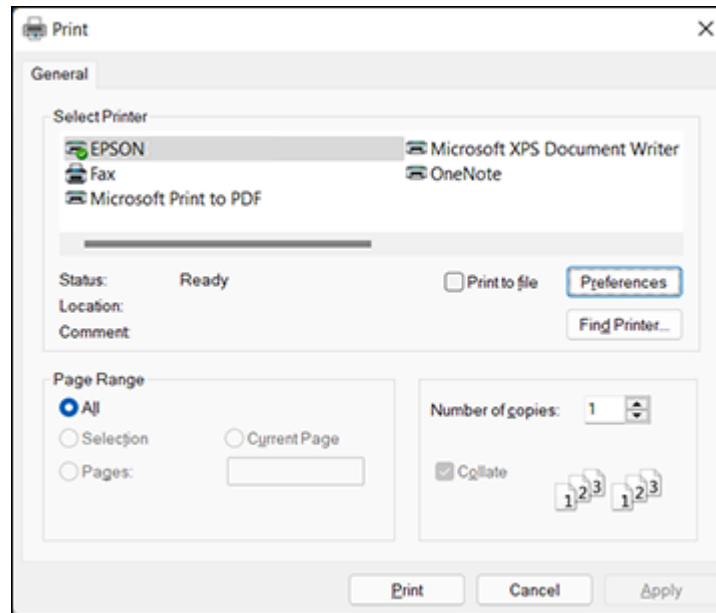 Print
General
Select Printer
EPSON
Microsoft XPS Document Writer
Fax
OneNote
Microsoft Print to PDF
Status: Ready
Print to file
Preferences
Location:
Comment:
Find Printer...
Page Range
All
Number of copies: 1
Selection
Current Page
Pages:
Collate
1 2 3 1 2 3
Print
Cancel
Apply